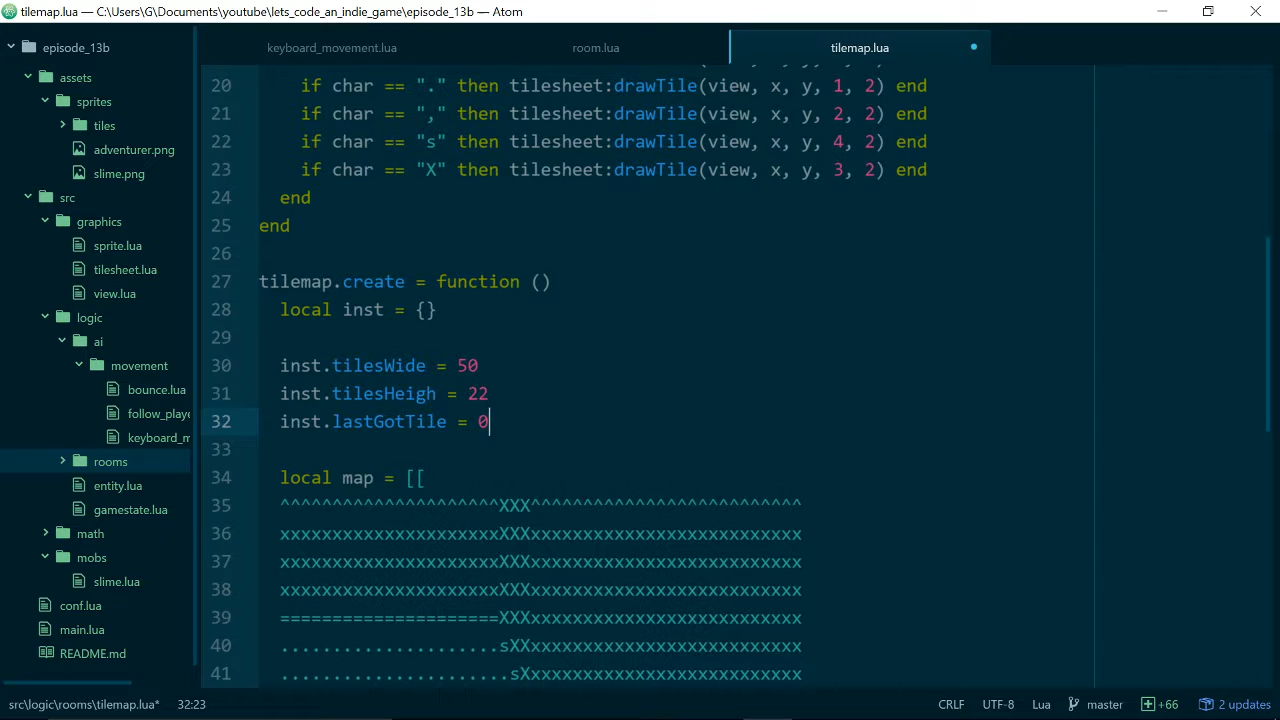 tilemap.lua — C:\Users\G\Documents\youtube\lets_code_an_indie_game\episode_13b — Atom
episode_13b
assets
sprites
tiles
adventurer.png
slime.png
src
graphics
sprite.lua
tilesheet.lua
view.lua
logic
ai
movement
bounce.lua
follow_playe
keyboard_m
rooms
entity.lua
gamestate.lua
math
mobs
slime.lua
conf.lua
main.lua
README.md
keyboard_movement.lua
room.lua
tilemap.lua
20 if char == "." then tilesheet:drawTile(view, x, y, 1, 2) end
21 if char == "," then tilesheet:drawTile(view, x, y, 2, 2) end
22 if char == "s" then tilesheet:drawTile(view, x, y, 4, 2) end
23 if char == "X" then tilesheet:drawTile(view, x, y, 3, 2) end
24 end
25 end
26
27 tilemap.create = function ()
28 local inst = {}
29
30 inst.tilesWide = 50
31 inst.tilesHeigh = 22
32 inst.lastGotTile = 0
33
34 local map = [[
35 ^^^^^^^^^^^^^^^^^^^^^XXX^^^^^^^^^^^^^^^^^^^^^^^^^^
36 xxxxxxxxxxxxxxxxxxxxxXXXxxxxxxxxxxxxxxxxxxxxxxxxxx
37 xxxxxxxxxxxxxxxxxxxxxXXXxxxxxxxxxxxxxxxxxxxxxxxxxx
38 xxxxxxxxxxxxxxxxxxxxxXXXxxxxxxxxxxxxxxxxxxxxxxxxxx
39 =====================XXXxxxxxxxxxxxxxxxxxxxxxxxxxx
40 .....................sXXxxxxxxxxxxxxxxxxxxxxxxxxxx
41 ......................sXxxxxxxxxxxxxxxxxxxxxxxxxxx
src\logic\rooms\tilemap.lua* 32:23
CRLF UTF-8 Lua master +66 2 updates